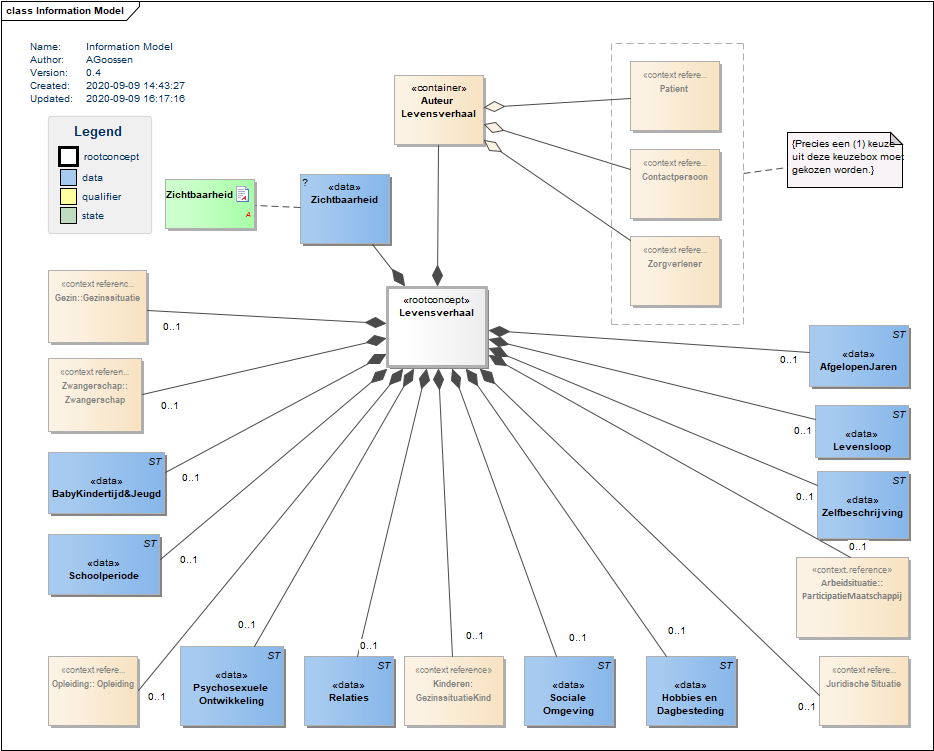 class Information Model
Name: Information Model
Author: AGoossen
Version: 0.4
Created: 2020-09-09 14:43:27
Updated: 2020-09-09 16:17:16
Legend
rootconcept
data
qualifier
state
«container»
Auteur
Levensverhaal
«context refere...
Patient
«context refere...
Contactpersoon
«context refere...
Zorgverlener
{Precies een (1) keuze
uit deze keuzebox moet
gekozen worden.}
Zichtbaarheid
A
?
«data»
Zichtbaarheid
«rootconcept»
Levensverhaal
«context referenc...
Gezin::Gezinssituatie
0..1
«context referen...
Zwangerschap::
Zwangerschap
0..1
ST
«data»
BabyKindertijd&Jeugd
0..1
ST
«data»
Schoolperiode
0..1
ST
«data»
AfgelopenJaren
0..1
ST
«data»
Levensloop
0..1
ST
«data»
Zelfbeschrijving
0..1
«context.reference»
Arbeidsituatie::
ParticipatieMaatschappij
0..1
«context refere...
Opleiding:: Opleiding
0..1
ST
«data»
Psychosexuele
Ontwikkeling
0..1
ST
«data»
Relaties
0..1
«context reference»
Kinderen:
GezinssituatieKind
0..1
ST
«data»
Sociale
Omgeving
0..1
ST
«data»
Hobbies en
Dagbesteding
0..1
«context refere...
Juridische Situatie
0..1